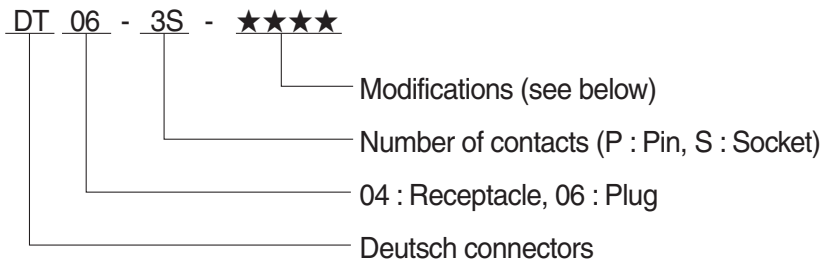 DT 06 - 3S - ★★★★
Modifications (see below)
Number of contacts (P : Pin, S : Socket)
04 : Receptacle, 06 : Plug
Deutsch connectors